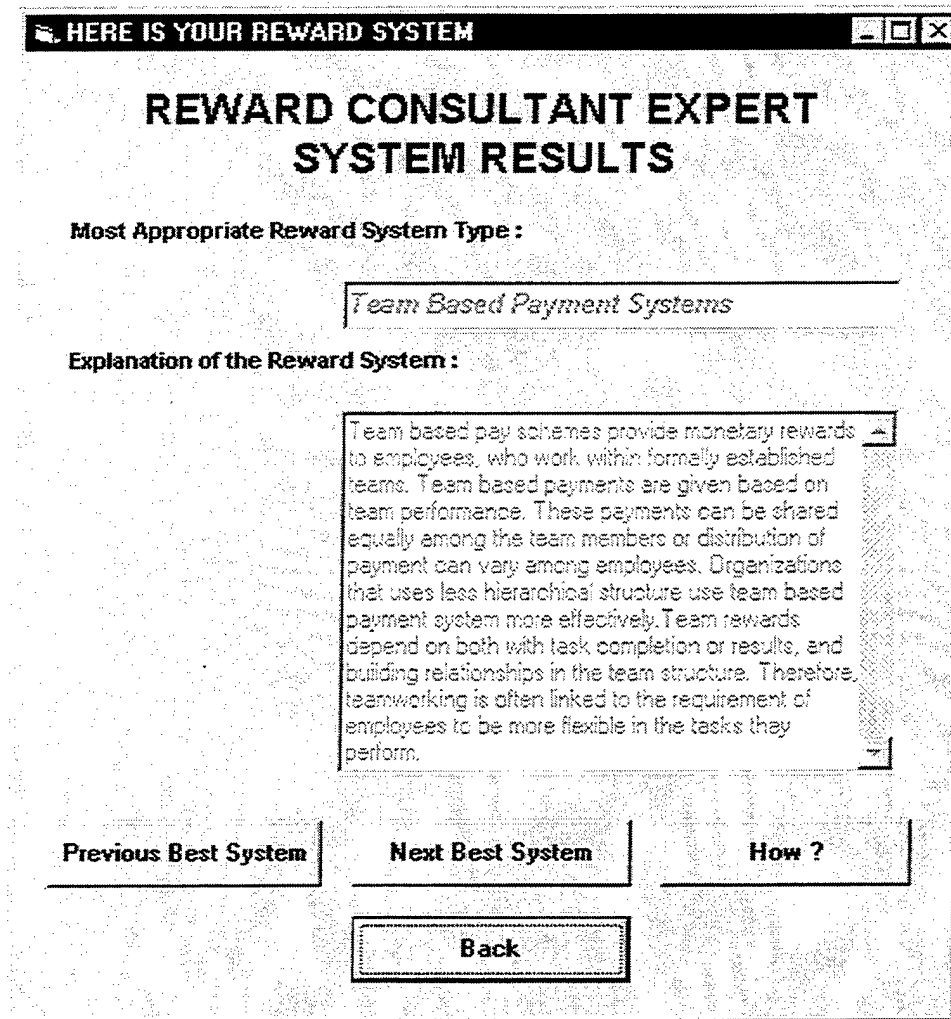 HERE IS YOUR REWARD SYSTEM
REWARD CONSULTANT EXPERT
SYSTEM RESULTS
Most Appropriate Reward System Type :
Team Based Payment Systems
Explanation of the Reward System :
Team based pay schemes provide monetary rewards
to employees, who work within formally established
teams. Team based payments are given based on
team performance. These payments can be shared
equally among the team members or distribution of
payment can vary among employees. Organizations
that uses less hierarchical structure use team based
payment system more effectively.Team rewards
depend on both with task completion or results, and
building relationships in the team structure. Therefore,
teamworking is often linked to the requirement of
employees to be more flexible in the tasks they
perform.
Previous Best System
Next Best System
How ?
Back